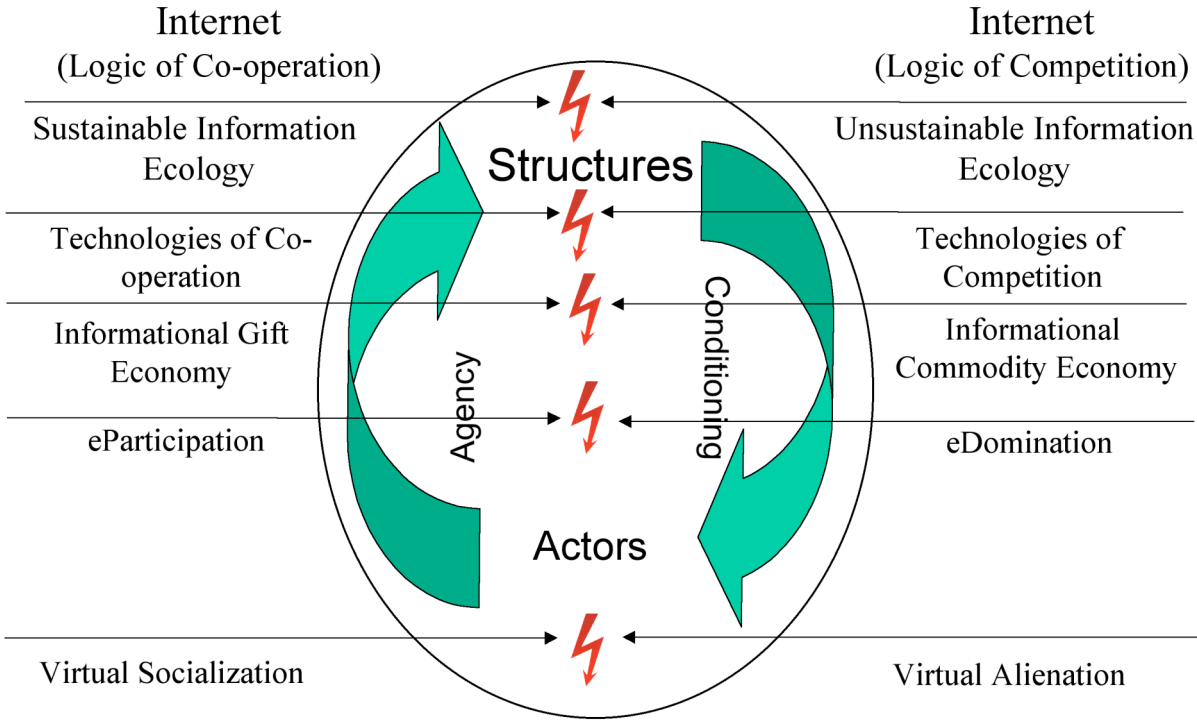 Internet
(Logic of Co-operation)
Internet
(Logic of Competition)
Sustainable Information
Ecology
Structures
Unsustainable Information
Ecology
Technologies of Co-
operation
Technologies of
Competition
Informational Gift
Economy
Agency
Conditioning
Informational
Commodity Economy
eParticipation
eDomination
Actors
Virtual Socialization
Virtual Alienation